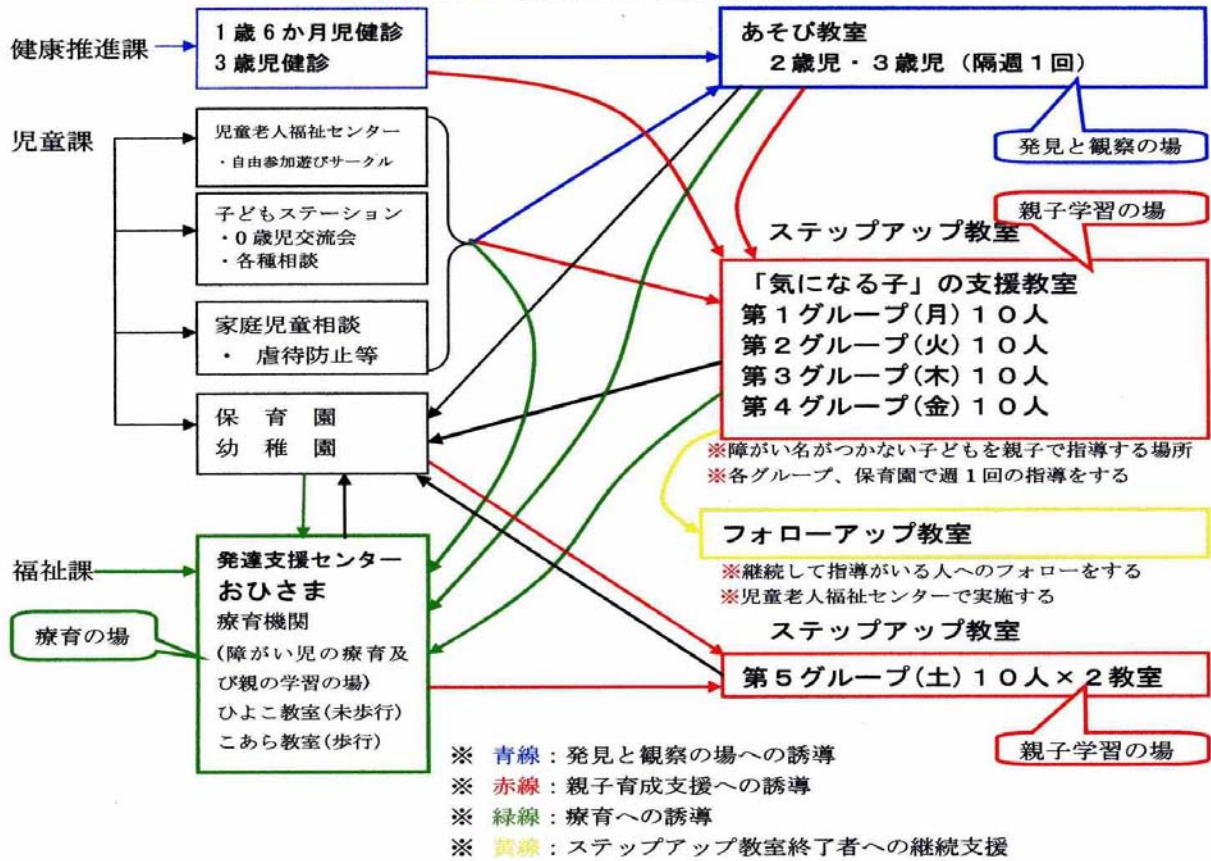 健康推進課
1歳6か月児健診
3歳児健診
あそび教室
2歳児・3歳児（隔週1回）
発見と観察の場
児童課
児童老人福祉センター
・自由参加遊びサークル
子どもステーション
・0歳児交流会
・各種相談
家庭児童相談
・ 虐待防止等
保 育 園
幼 稚 園
親子学習の場
ステップアップ教室
「気になる子」の支援教室
第1グループ(月)10人
第2グループ(火)10人
第3グループ(木)10人
第4グループ(金)10人
※障がい名がつかない子どもを親子で指導する場所
※各グループ、保育園で週1回の指導をする
フォローアップ教室
※継続して指導がいる人へのフォローをする
※児童老人福祉センターで実施する
福祉課
療育の場
発達支援センター
おひさま
療育機関
(障がい児の療育及
び親の学習の場)
ひよこ教室(未歩行)
こあら教室(歩行)
ステップアップ教室
第5グループ(土)10人×2教室
親子学習の場
※ 青線：発見と観察の場への誘導
※ 赤線：親子育成支援への誘導
※ 緑線：療育への誘導
※ 黄線：ステップアップ教室終了者への継続支援